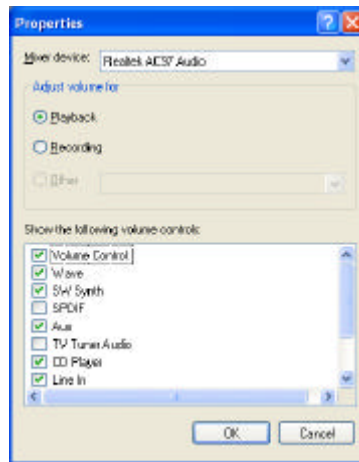 Properties
Mixer device: Realtek AC97 Audio
Adjust volume for
Playback
Recording
Other
Show the following volume controls:
Volume Control
Wave
SW Synth
SPDIF
Aux
TV Tuner Audio
CD Player
Line In
OK Cancel